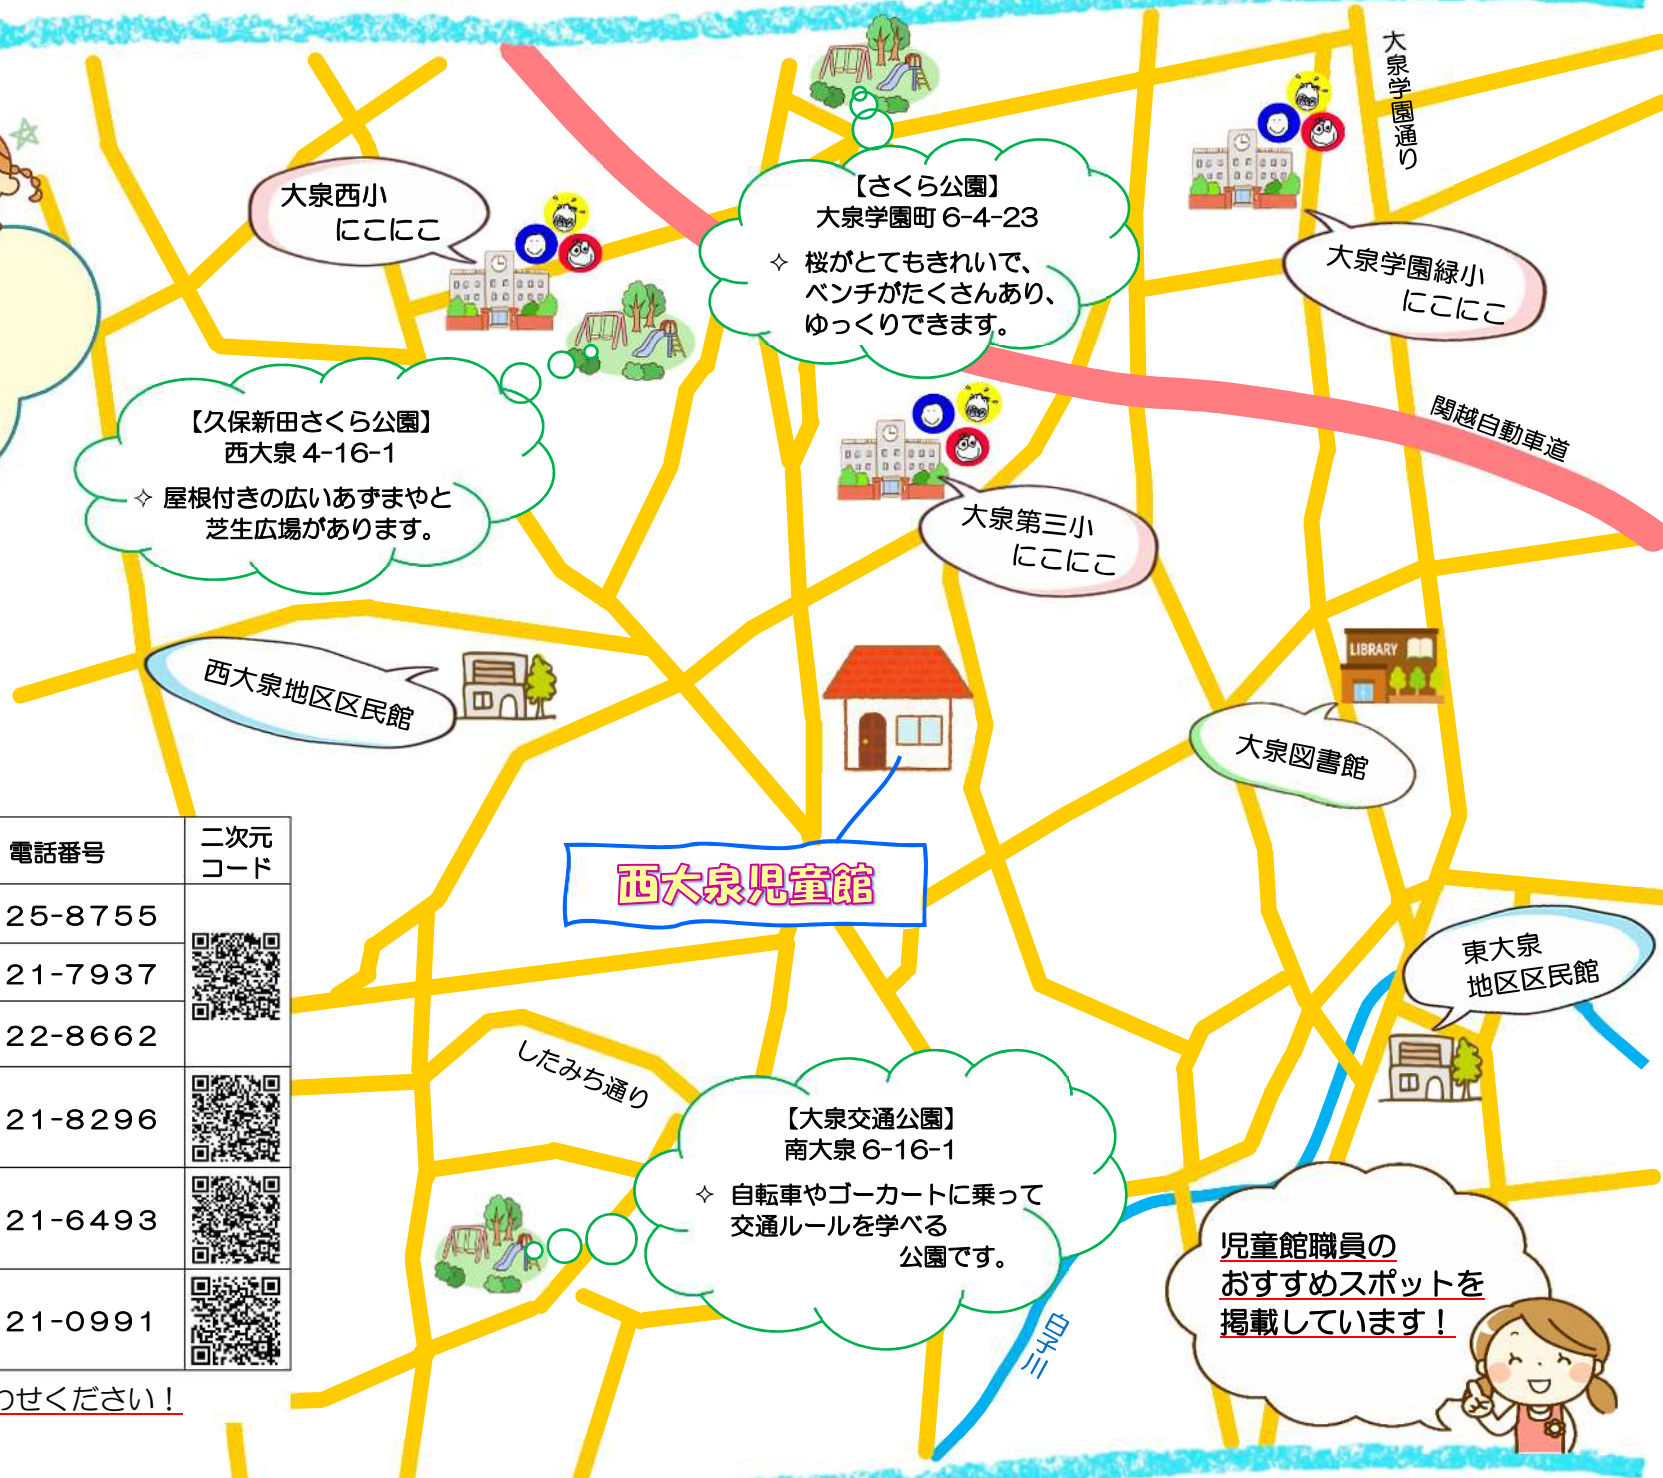 大泉学園通り
【さくら公園】
大泉学園町 6-4-23
✧ 桜がとてもきれいで、
ベンチがたくさんあり、
ゆっくりできます。
大泉西小
にこにこ
大泉学園緑小
にこにこ
関越自動車道
【久保新田さくら公園】
西大泉 4-16-1
✧ 屋根付きの広いあずまやと
芝生広場があります。
大泉第三小
にこにこ
西大泉地区区民館
LIBRARY
大泉図書館
西大泉児童館
電話番号
二次元
コード
25-8755
21-7937
22-8662
21-8296
21-6493
21-0991
わせください！
東大泉
地区区民館
したみち通り
【大泉交通公園】
南大泉 6-16-1
✧ 自転車やゴーカートに乗って
交通ルールを学べる
公園です。
白子川
児童館職員の
おすすめスポットを
掲載しています！